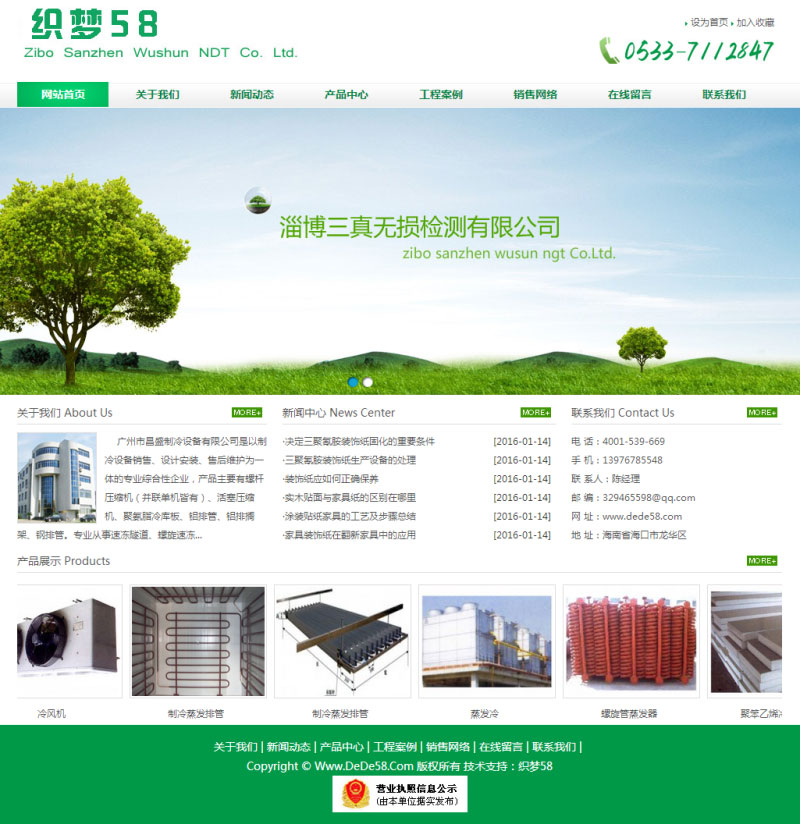 织梦58
Zibo Sanzhen Wushun NDT Co. Ltd.
设为首页 加入收藏
0533-7112847
网站首页 关于我们 新闻动态 产品中心 工程案例 销售网络 在线留言 联系我们
淄博三真无损检测有限公司
zibo sanzhen wusun ngt Co.Ltd.
关于我们 About Us MORE+
广州市昌盛制冷设备有限公司是以制
冷设备销售、设计安装、售后维护为一
体的专业综合性企业，产品主要有螺杆
压缩机（并联单机皆有）、活塞压缩
机、聚氨脂冷库板、铝排管、铝排搁
架、钢排管。专业从事速冻隧道、螺旋速冻...
新闻中心 News Center MORE+
·决定三聚氰胺装饰纸固化的重要条件 [2016-01-14]
·三聚氰胺装饰纸生产设备的处理 [2016-01-14]
·装饰纸应如何正确保养 [2016-01-14]
·实木贴面与家具纸的区别在哪里 [2016-01-14]
·涂装贴纸家具的工艺及步骤总结 [2016-01-14]
·家具装饰纸在翻新家具中的应用 [2016-01-14]
联系我们 Contact Us MORE+
电 话：4001-539-669
手 机：13976785548
联 系 人：陈经理
邮 编：329465598@qq.com
网 址：www.dede58.com
地 址：海南省海口市龙华区
产品展示 Products MORE+
冷风机 制冷蒸发排管 制冷蒸发排管 蒸发冷 螺旋管蒸发器 聚苯乙烯
关于我们 | 新闻动态 | 产品中心 | 工程案例 | 销售网络 | 在线留言 | 联系我们 |
Copyright © Www.DeDe58.Com 版权所有 技术支持：织梦58
营业执照信息公示
(由本单位据实发布)